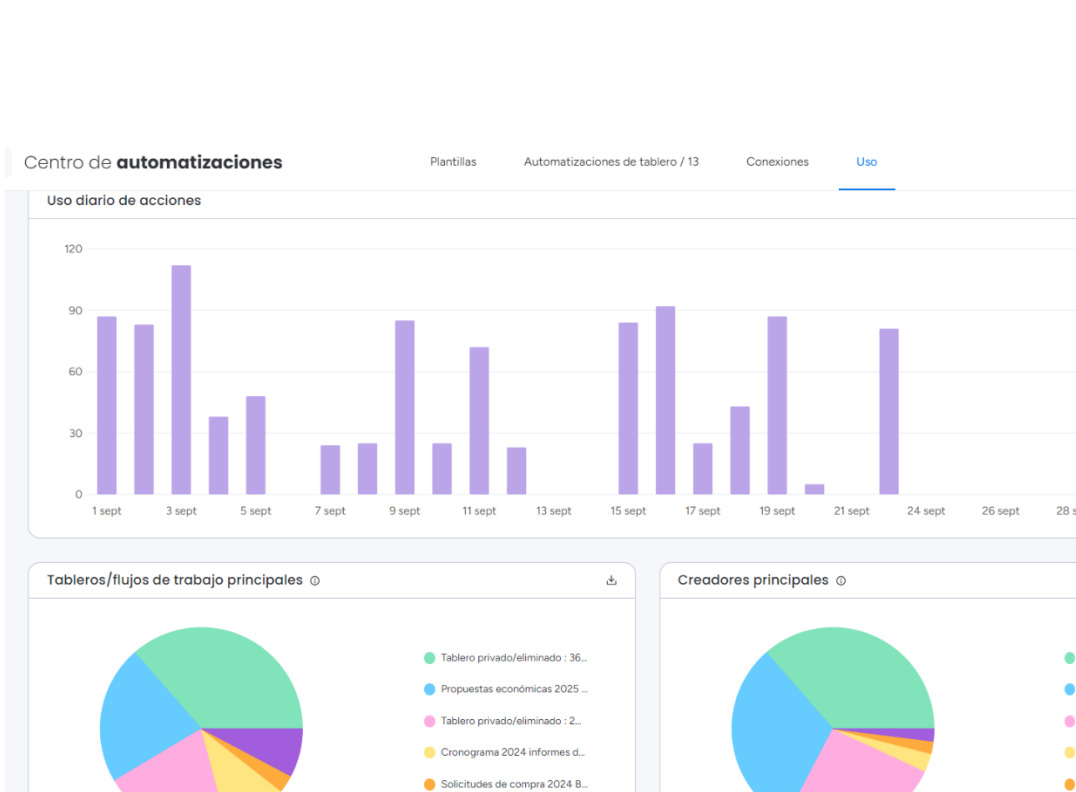 Centro de automatizaciones
Plantillas
Automatizaciones de tablero / 13
Conexiones
Uso
Uso diario de acciones
120
90
60
30
0
1 sept
3 sept
5 sept
7 sept
9 sept
11 sept
13 sept
15 sept
17 sept
19 sept
21 sept
24 sept
26 sept
28 s
Tableros/flujos de trabajo principales
Tablero privado/eliminado : 36...
Propuestas económicas 2025 ...
Tablero privado/eliminado : 2...
Cronograma 2024 informes d...
Solicitudes de compra 2024 B...
Creadores principales